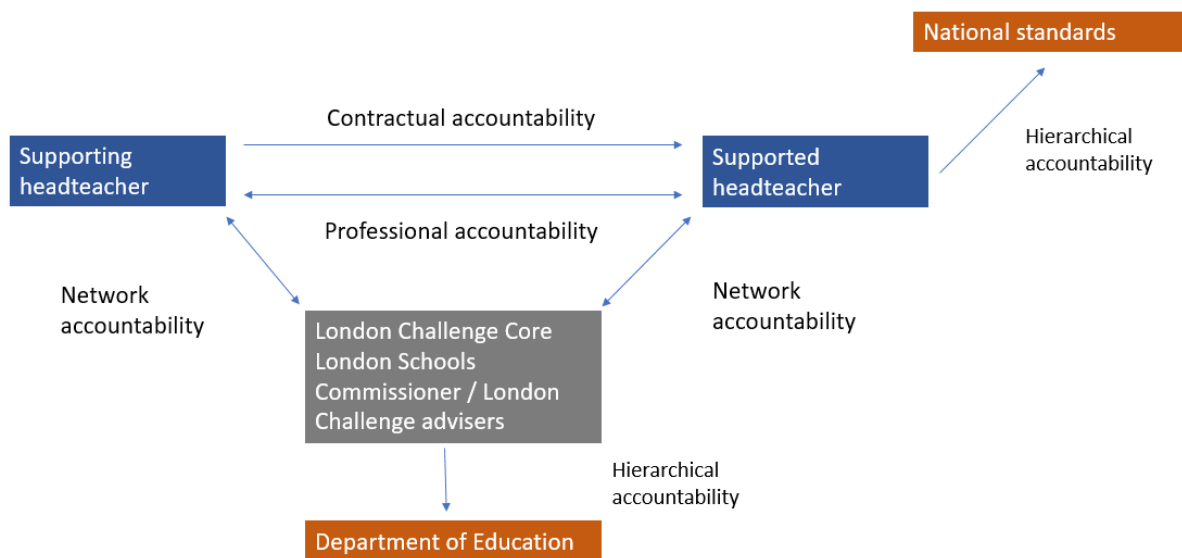 National standards
Contractual accountability
Hierarchical
accountability
Supporting
headteacher
Supported
headteacher
Professional accountability
Network
accountability
Network
accountability
London Challenge Core
London Schools
Commissioner / London
Challenge advisers
Hierarchical
accountability
Department of Education